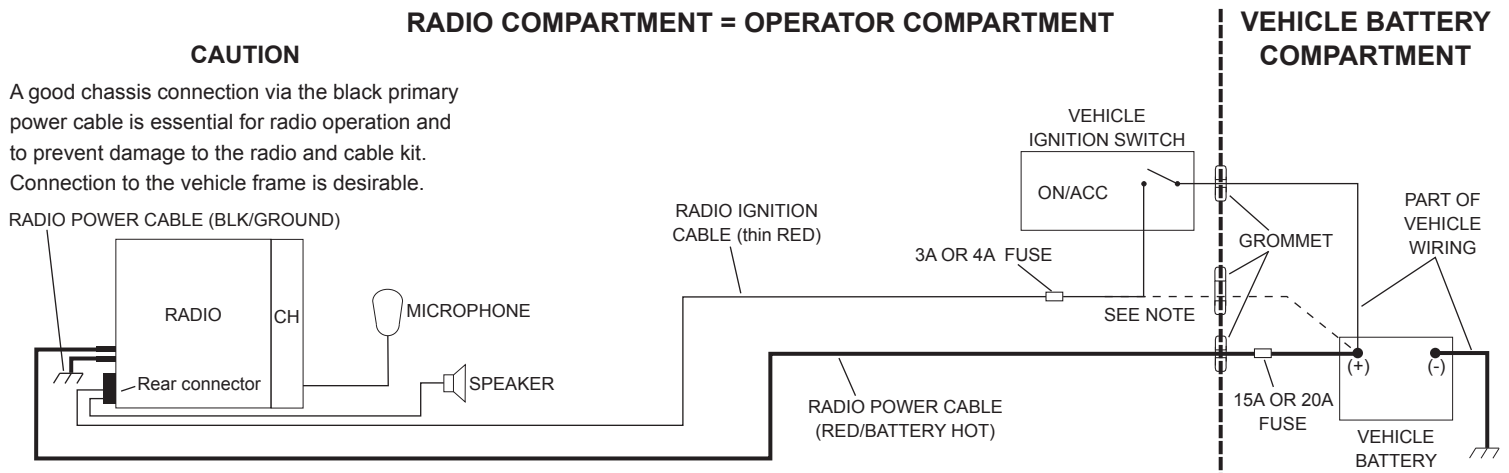 RADIO COMPARTMENT = OPERATOR COMPARTMENT
VEHICLE BATTERY
COMPARTMENT
CAUTION
A good chassis connection via the black primary
power cable is essential for radio operation and
to prevent damage to the radio and cable kit.
Connection to the vehicle frame is desirable.
RADIO POWER CABLE (BLK/GROUND)
RADIO
CH
Rear connector
MICROPHONE
SPEAKER
RADIO IGNITION
CABLE (thin RED)
3A OR 4A FUSE
VEHICLE
IGNITION SWITCH
ON/ACC
SEE NOTE
GROMMET
PART OF
VEHICLE
WIRING
RADIO POWER CABLE
(RED/BATTERY HOT)
15A OR 20A
FUSE
(+)
(-)
VEHICLE
BATTERY